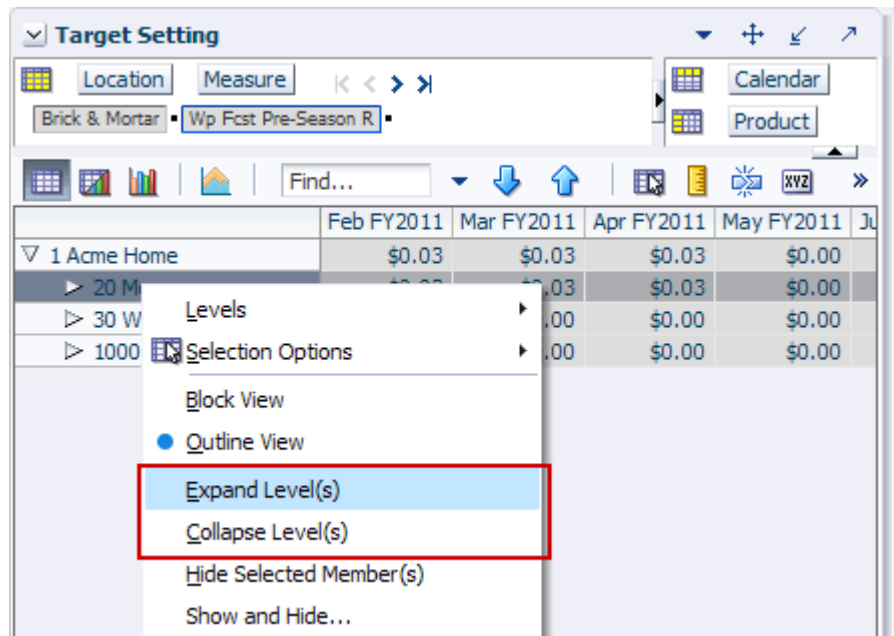 Target Setting
Location Measure
Calendar
Brick & Mortar Wp Fcst Pre-Season R
Product
Find...
XYZ
Feb FY2011 Mar FY2011 Apr FY2011 May FY2011
1 Acme Home $0.03 $0.03 $0.03 $0.00
20 .03 $0.03 $0.00
30 W .00 $0.00 $0.00
1000 .00 $0.00 $0.00
Levels
Selection Options
Block View
Outline View
Expand Level(s)
Collapse Level(s)
Hide Selected Member(s)
Show and Hide...